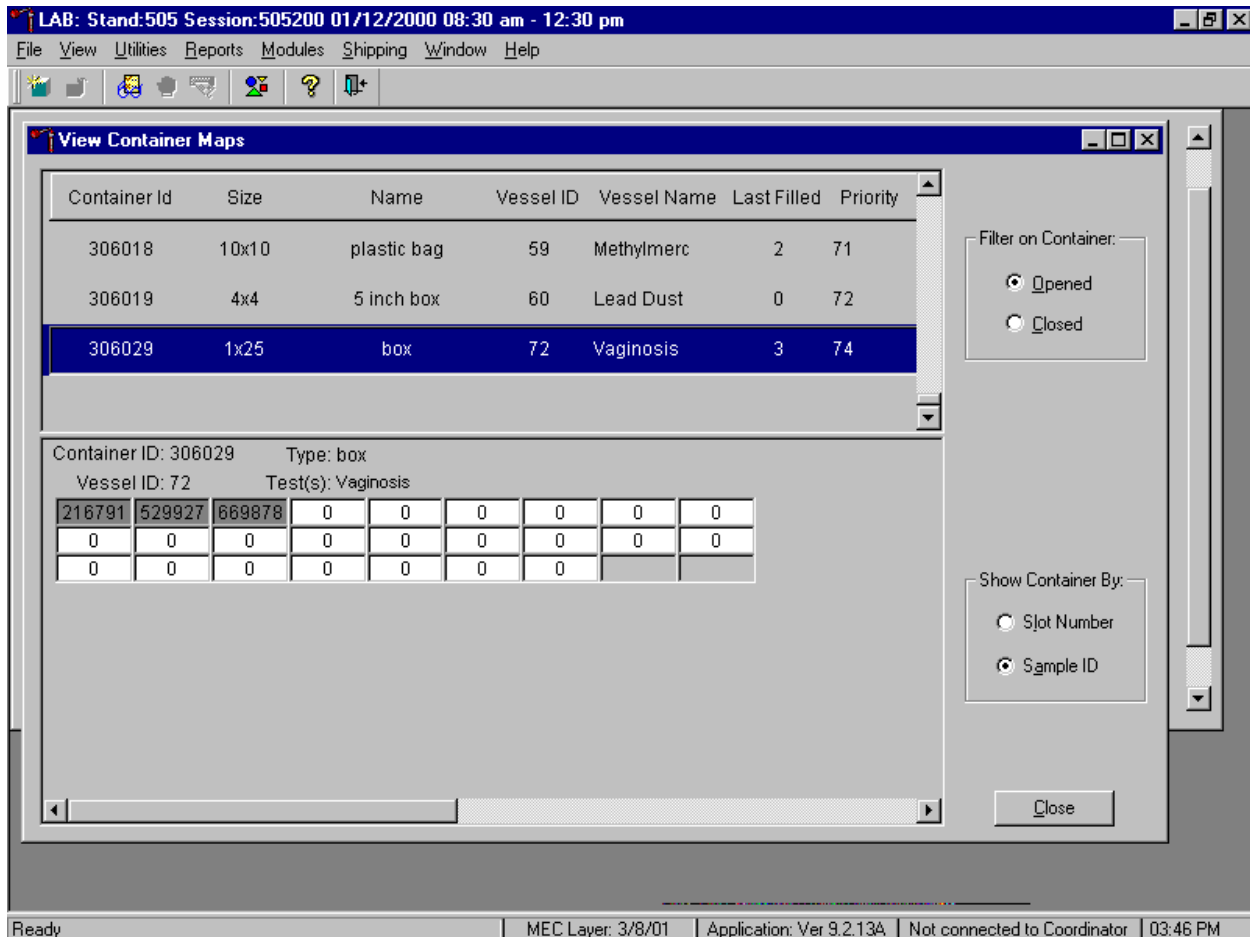 LAB: Stand:505 Session:505200 01/12/2000 08:30 am - 12:30 pm
File View Utilities Reports Modules Shipping Window Help
View Container Maps
Container Id Size Name Vessel ID Vessel Name Last Filled Priority
306018 10x10 plastic bag 59 Methylmerc 2 71
306019 4x4 5 inch box 60 Lead Dust 0 72
306029 1x25 box 72 Vaginosis 3 74
Filter on Container:
Opened
Closed
Container ID: 306029 Type: box
Vessel ID: 72 Test(s): Vaginosis
216791 529927 669878 0 0 0 0 0 0
0 0 0 0 0 0 0 0 0
0 0 0 0 0 0 0
Show Container By:
Slot Number
Sample ID
Close
Ready MEC Layer: 3/8/01 Application: Ver 9.2.13A Not connected to Coordinator 03:46 PM